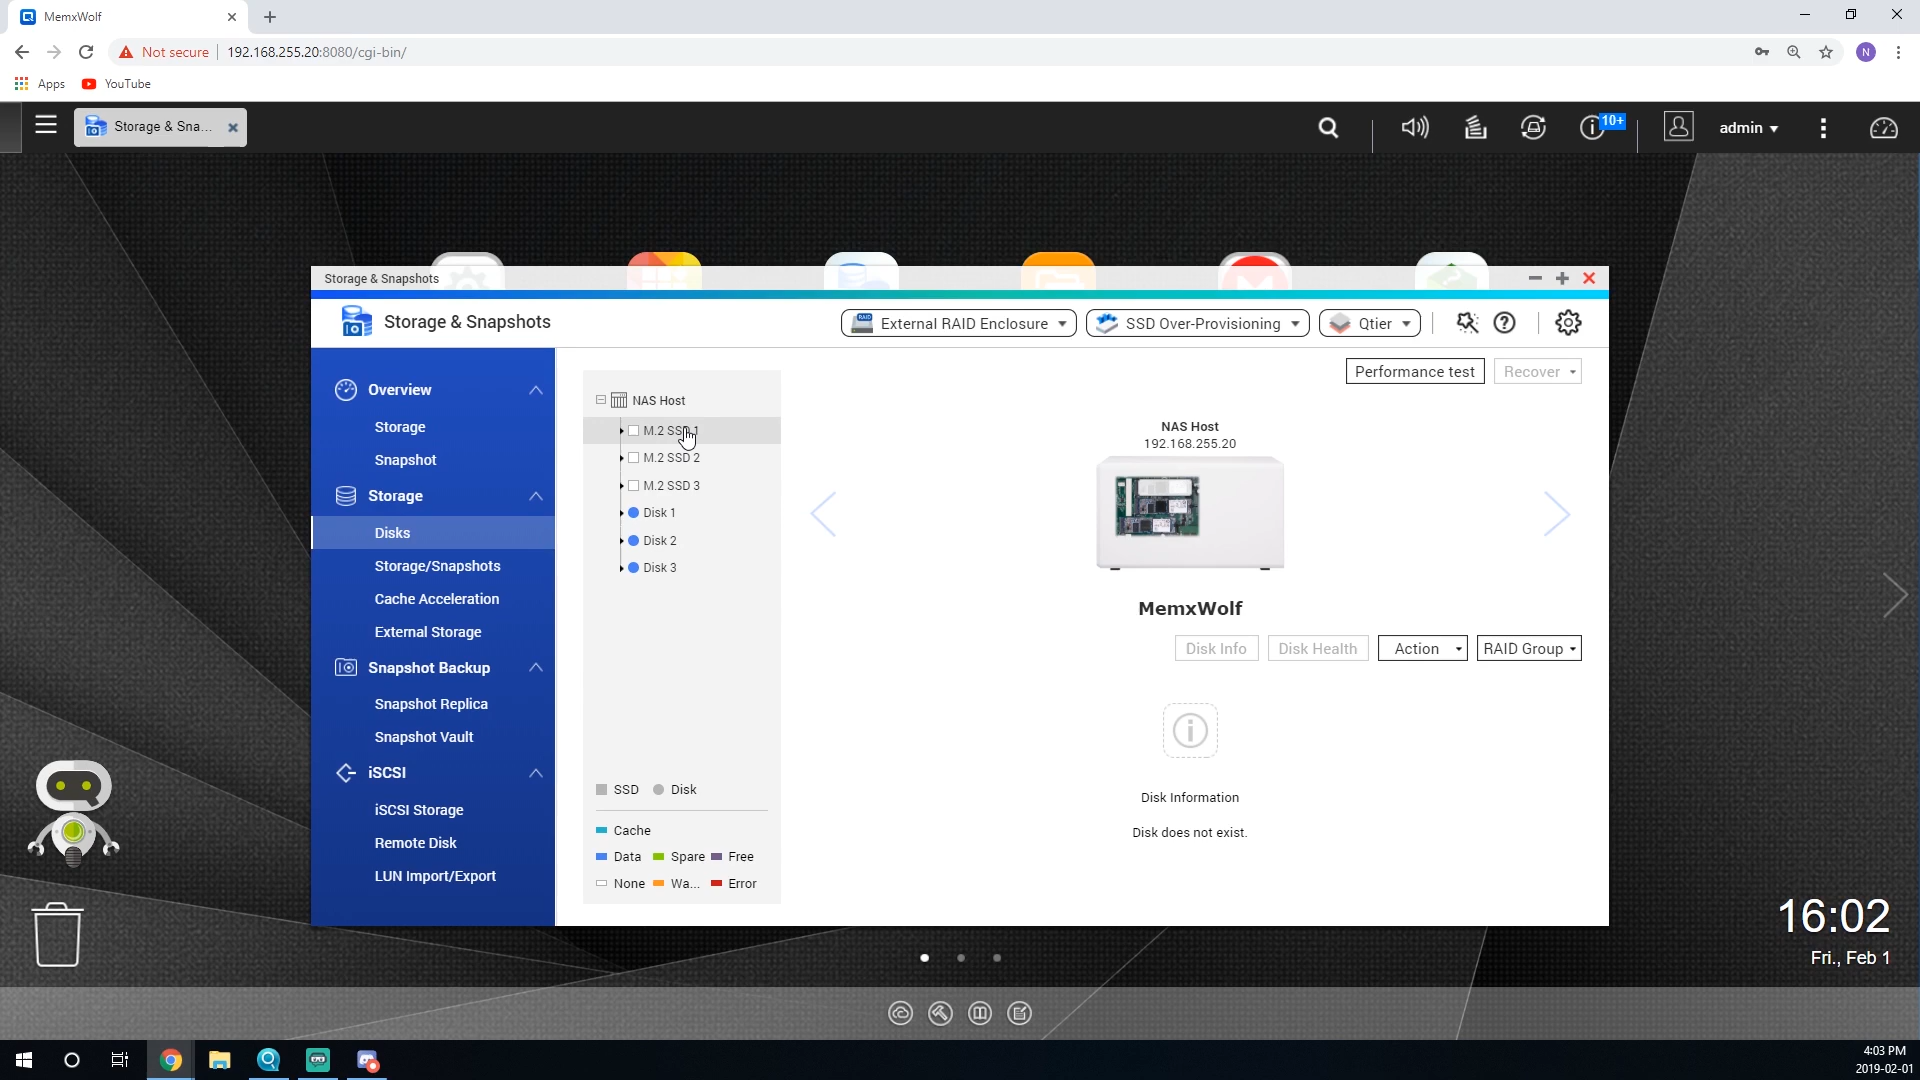 MemxWolf
Not secure
192.168.255.20:8080/cgi-bin/
N
Apps
YouTube
Storage & Sna...
10+
admin
Storage & Snapshots
Storage & Snapshots
RAID
External RAID Enclosure
SSD Over-Provisioning
Qtier
Overview
Storage
Snapshot
Storage
Disks
Storage/Snapshots
Cache Acceleration
External Storage
Snapshot Backup
Snapshot Replica
Snapshot Vault
iSCSI
iSCSI Storage
Remote Disk
LUN Import/Export
NAS Host
M.2 SSD 1
M.2 SSD 2
M.2 SSD 3
Disk 1
Disk 2
Disk 3
SSD Disk
Cache
Data Spare Free
None Wa... Error
Performance test
Recover
NAS Host
192.168.255.20
MemxWolf
Disk Info
Disk Health
Action
RAID Group
Disk Information
Disk does not exist.
16:02
Fri., Feb 1
4:03 PM
2019-02-01